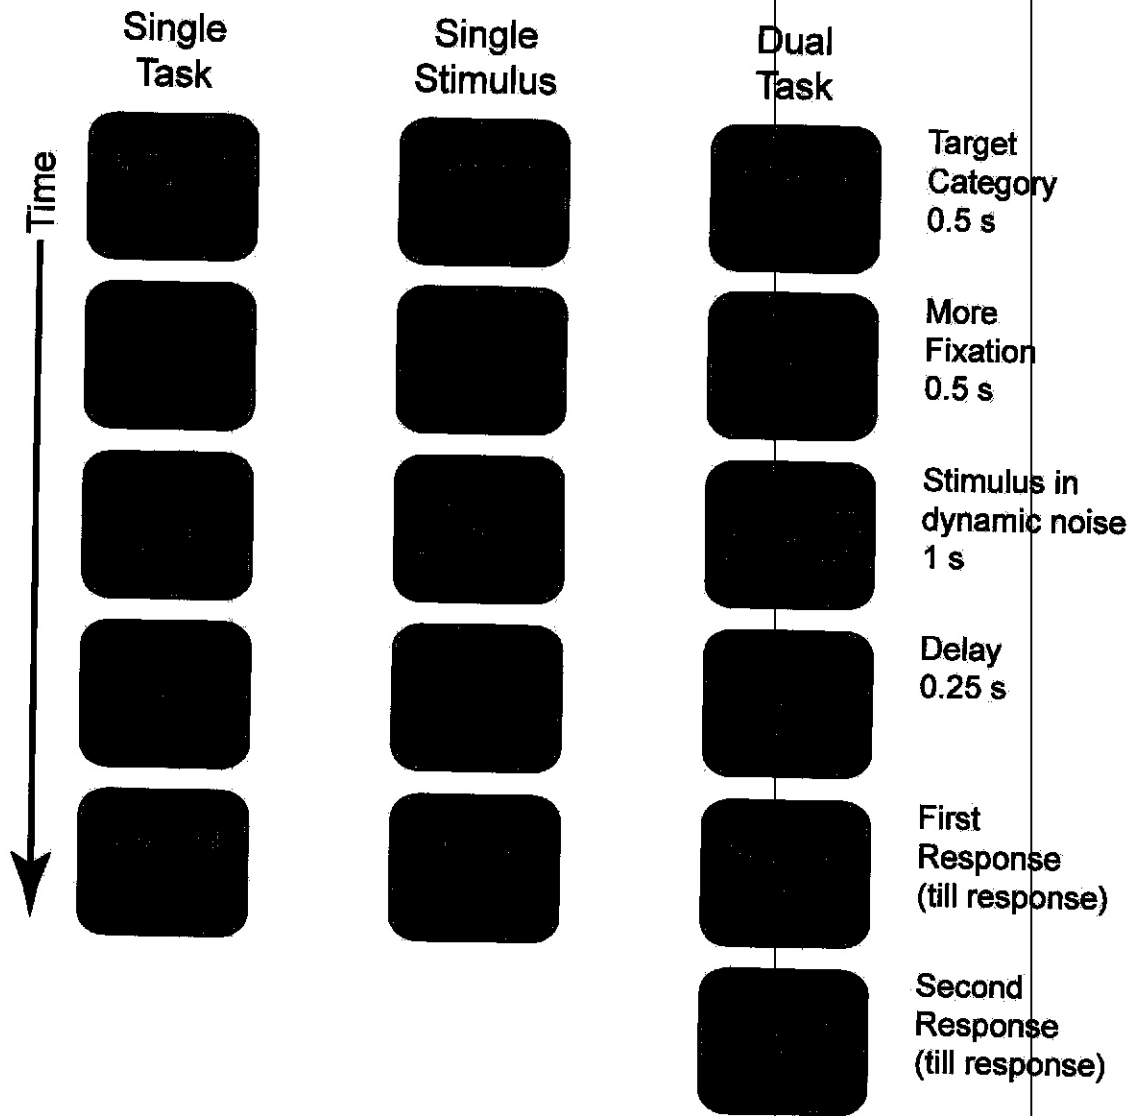 Single
Task
Single
Stimulus
Dual
Task
Time
Target
Category
0.5 s
More
Fixation
0.5 s
Stimulus in
dynamic noise
1 s
Delay
0.25 s
First
Response
(till response)
Second
Response
(till response)